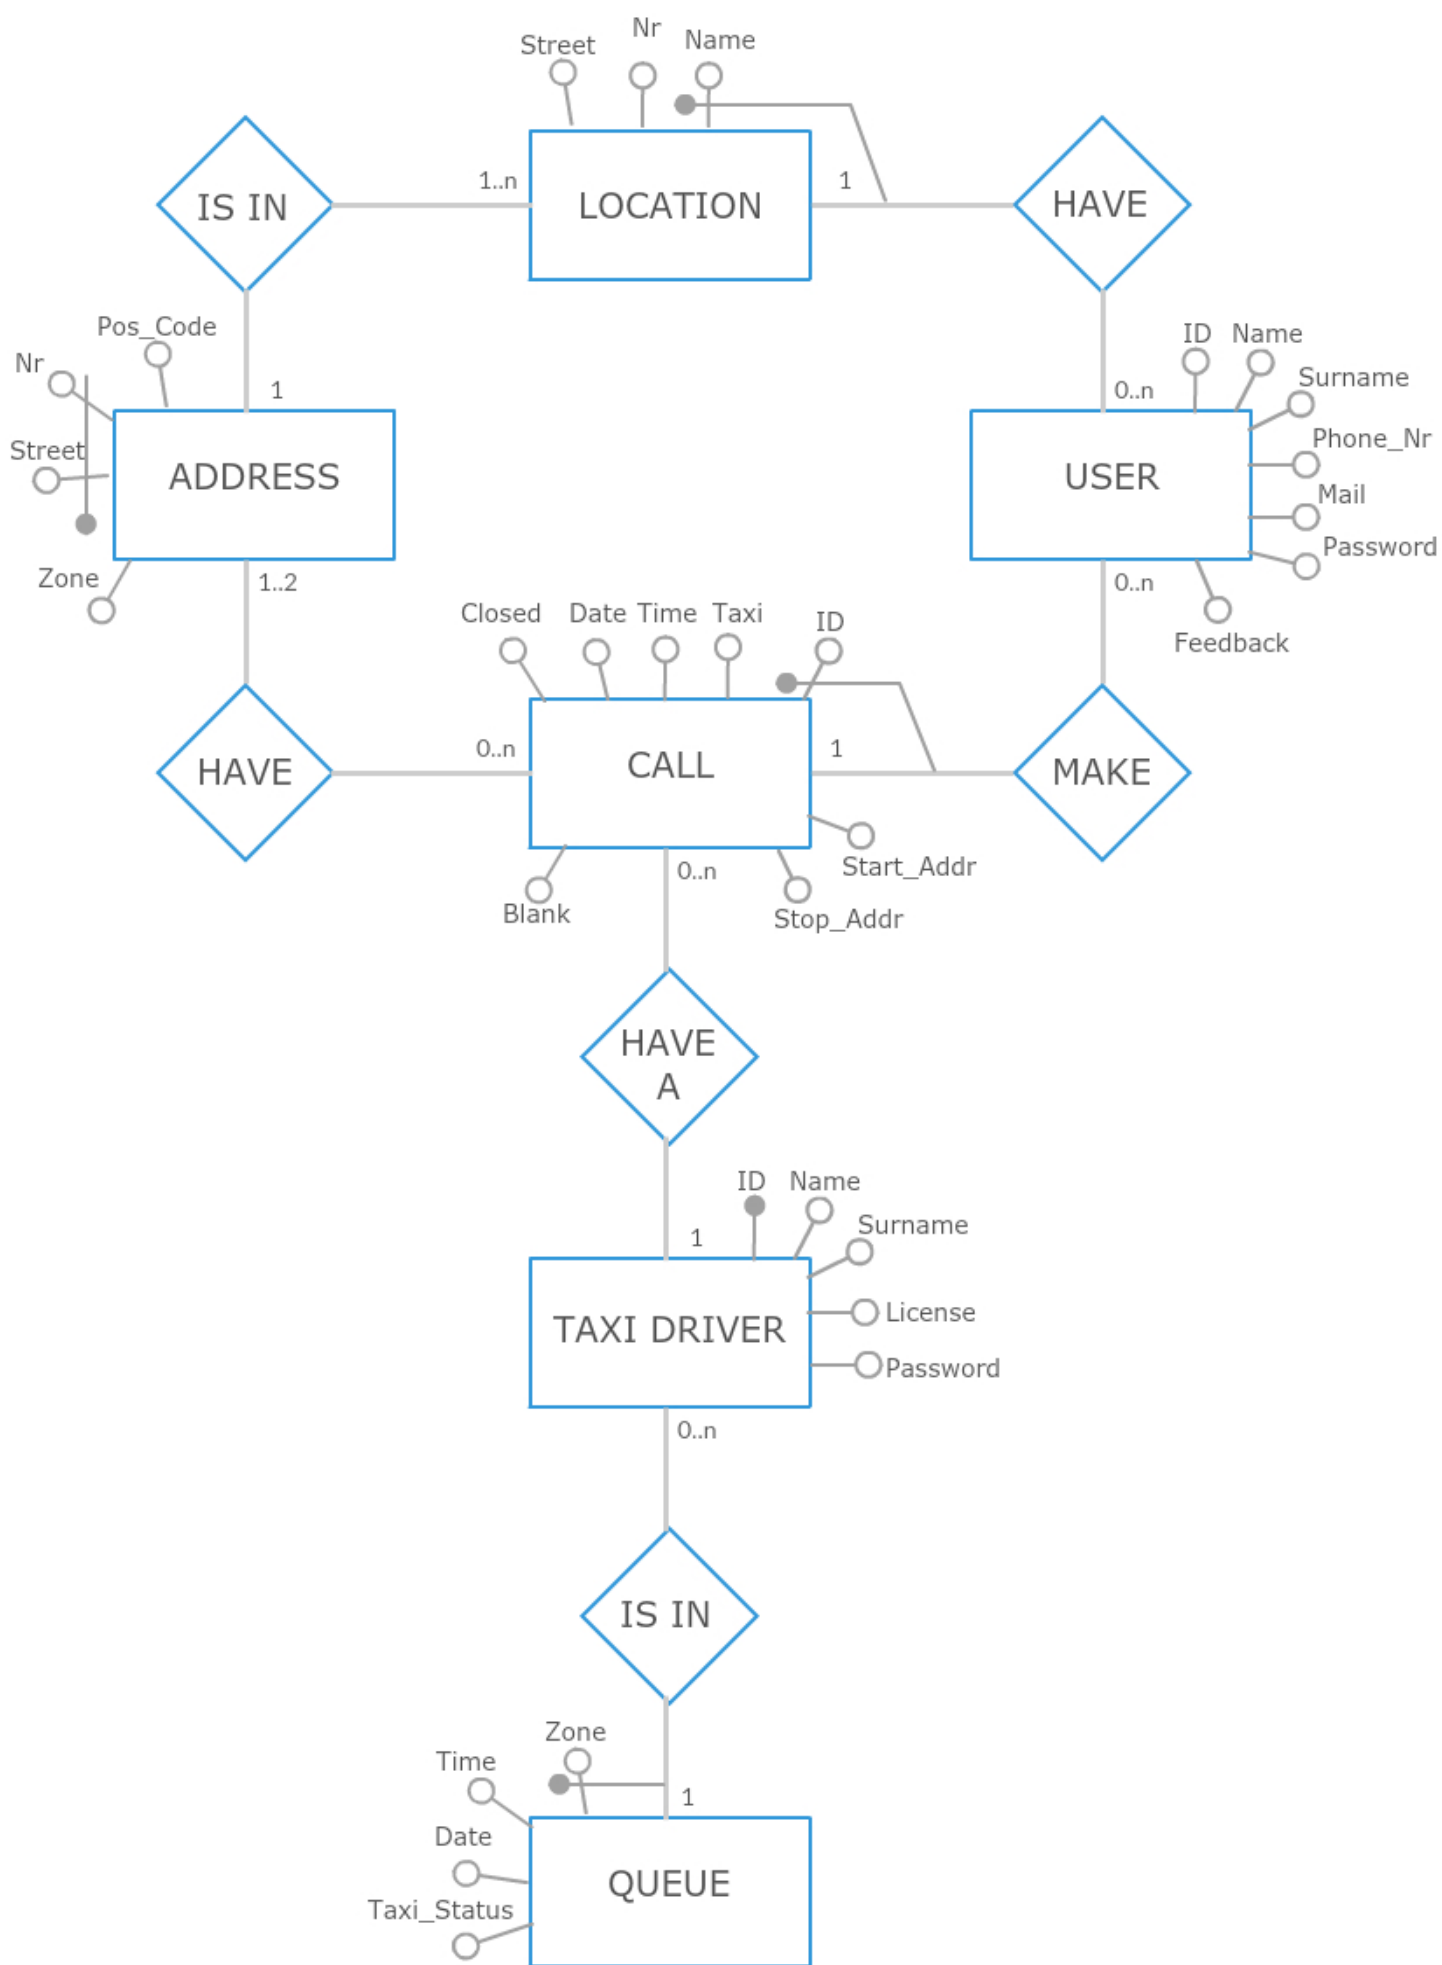 Street
Nr
Name
IS IN
1..n
LOCATION
1
HAVE
Pos_Code
Nr
1
Street
ADDRESS
Zone
1..2
0..n
ID
Name
Surname
Phone_Nr
USER
Mail
Password
0..n
Feedback
Closed
Date
Time
Taxi
ID
HAVE
0..n
CALL
1
MAKE
Start_Addr
Blank
0..n
Stop_Addr
HAVE
A
ID
Name
Surname
1
TAXI DRIVER
License
Password
0..n
IS IN
Zone
Time
1
Date
QUEUE
Taxi_Status